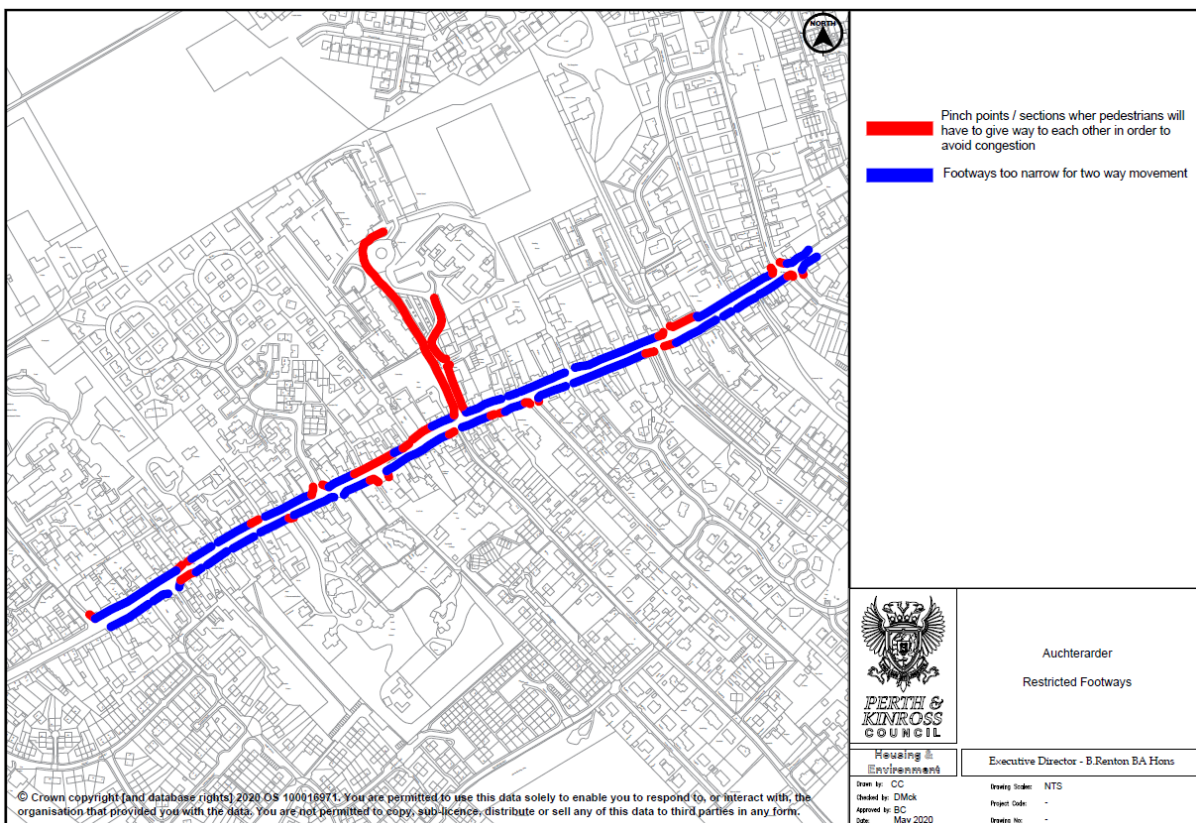 NORTH
Pinch points / sections wher pedestrians will
have to give way to each other in order to
avoid congestion
Footways too narrow for two way movement
PERTH &
KINROSS
COUNCIL
Auchterarder
Restricted Footways
Housing &
Environment
Executive Director - B.Renton BA Hons
Drawn by: CC
Checked by: DMck
Approved by: BC
Date: May 2020
Drawing Scales: NTS
Project Code: -
Drawing No: -
© Crown copyright [and database rights] 2020 OS 100016971. You are permitted to use this data solely to enable you to respond to, or interact with, the
organisation that provided you with the data. You are not permitted to copy, sub-licence, distribute or sell any of this data to third parties in any form.